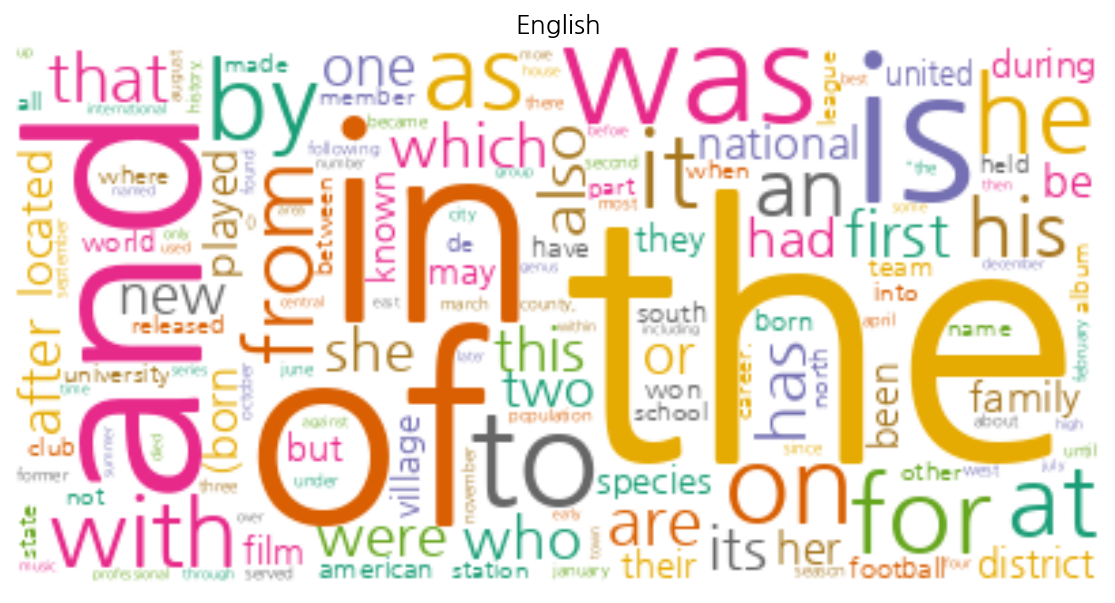 English
up
that
all
international
august
happy
by
made
one
member
as
more
house
there
became
was
league
best
is
united
during
he
and
where
named
located
september
world
only
used
played
found
()
area
from
between
in
following
number
known
which
group
also
before
second
part
most
it
when
national
an
"the
some
held
then
be
his
december
new
released
central
city
de
may
east
march
county,
have
genus
they
had
first
team
into
april
album
february
after
university
time
series
(born
october
june
she
later
this
within
two
population
of
the
south
including
or
won
school
born
career.
has
north
been
name
family
about
high
until
july
club
former
not
summer
died
three
but
against
under
village
november
to
species
on
since
for
other
west
at
state
music
with
professional
through
over
film
served
were
american
who
station
early
january
town
are
their
its
her
season
football
four
district